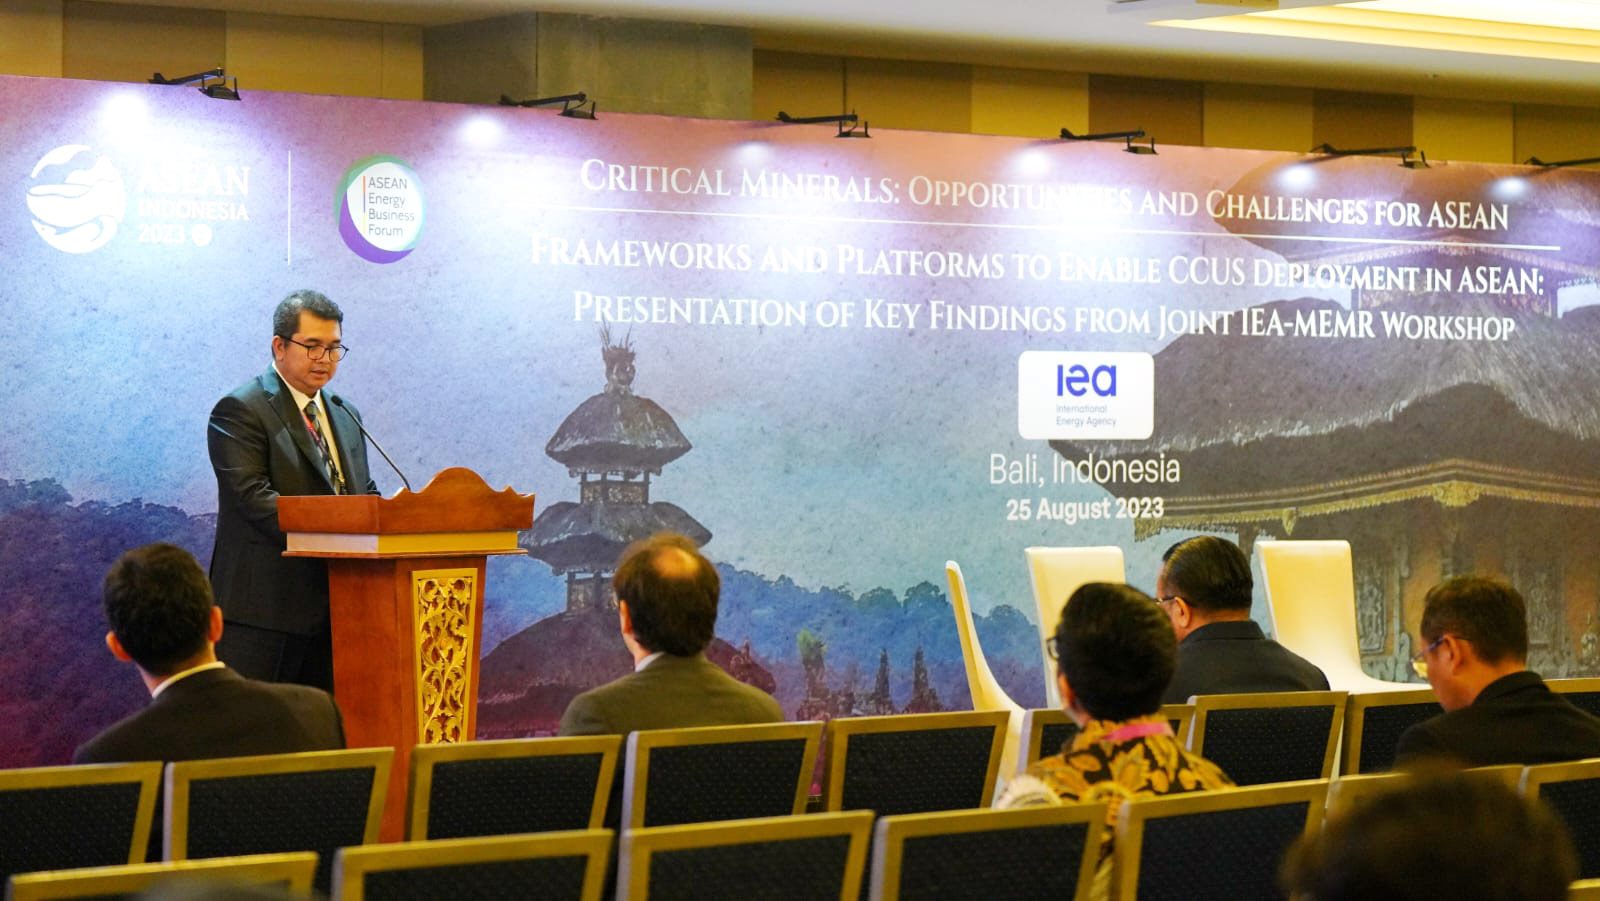 ASEAN
INDONESIA
2023
ASEAN
Energy
Business
Forum
CRITICAL MINERALS: OPPORTUNITIES AND CHALLENGES FOR ASEAN
FRAMEWORKS AND PLATFORMS TO ENABLE CCUS DEPLOYMENT IN ASEAN:
PRESENTATION OF KEY FINDINGS FROM JOINT IEA-MEMR WORKSHOP
iea
International
Energy Agency
Bali, Indonesia
25 August 2023